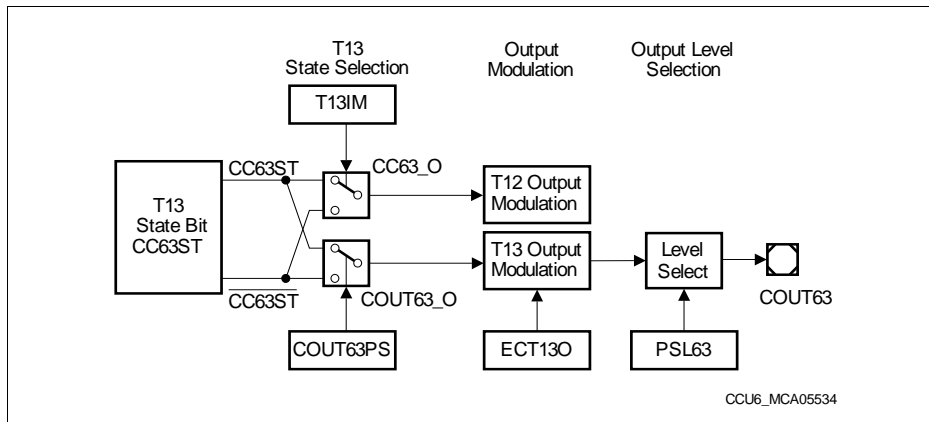 T13
State Selection
Output
Modulation
Output Level
Selection
T13IM
CC63ST
CC63_O
T13
State Bit
CC63ST
T12 Output
Modulation
T13 Output
Modulation
Level
Select
CC63ST
COUT63_O
COUT63
COUT63PS
ECT13O
PSL63
CCU6_MCA05534